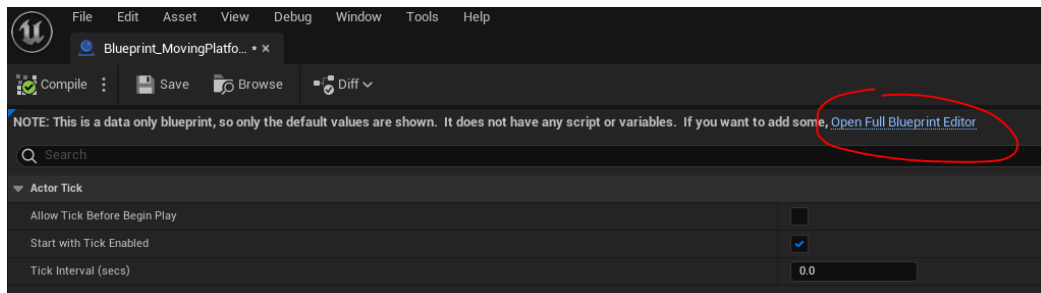 File Edit Asset View Debug Window Tools Help
Blueprint_MovingPlatfo... • ×
Compile Save Browse Diff
NOTE: This is a data only blueprint, so only the default values are shown. It does not have any script or variables. If you want to add some, Open Full Blueprint Editor
Search
Actor Tick
Allow Tick Before Begin Play
Start with Tick Enabled
Tick Interval (secs) 0.0